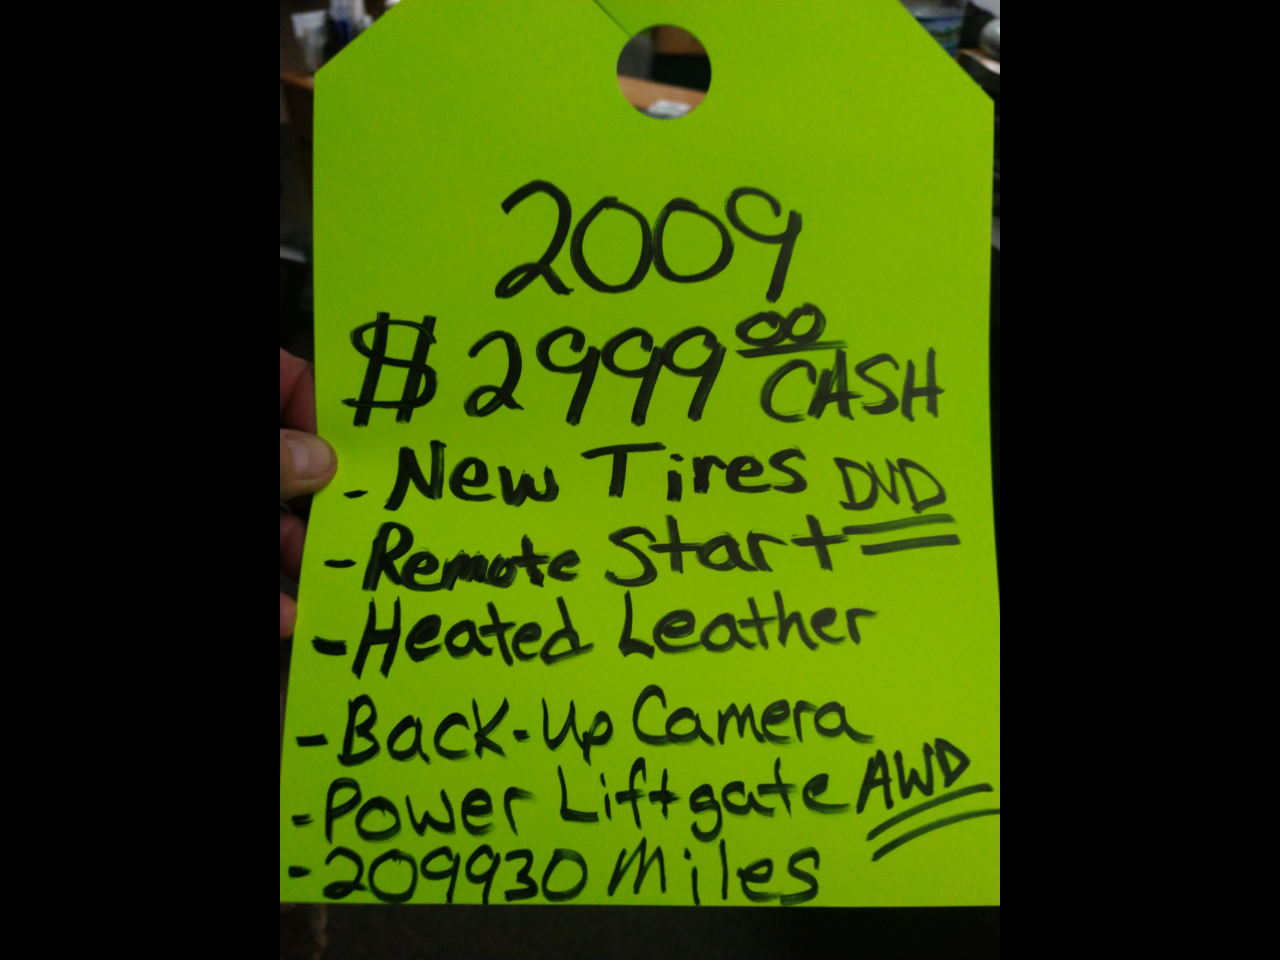 2009
$2999.00 CASH
- New Tires DVD
- Remote Start
- Heated Leather
- Back-Up Camera
- Power Liftgate AWD
- 209930 Miles